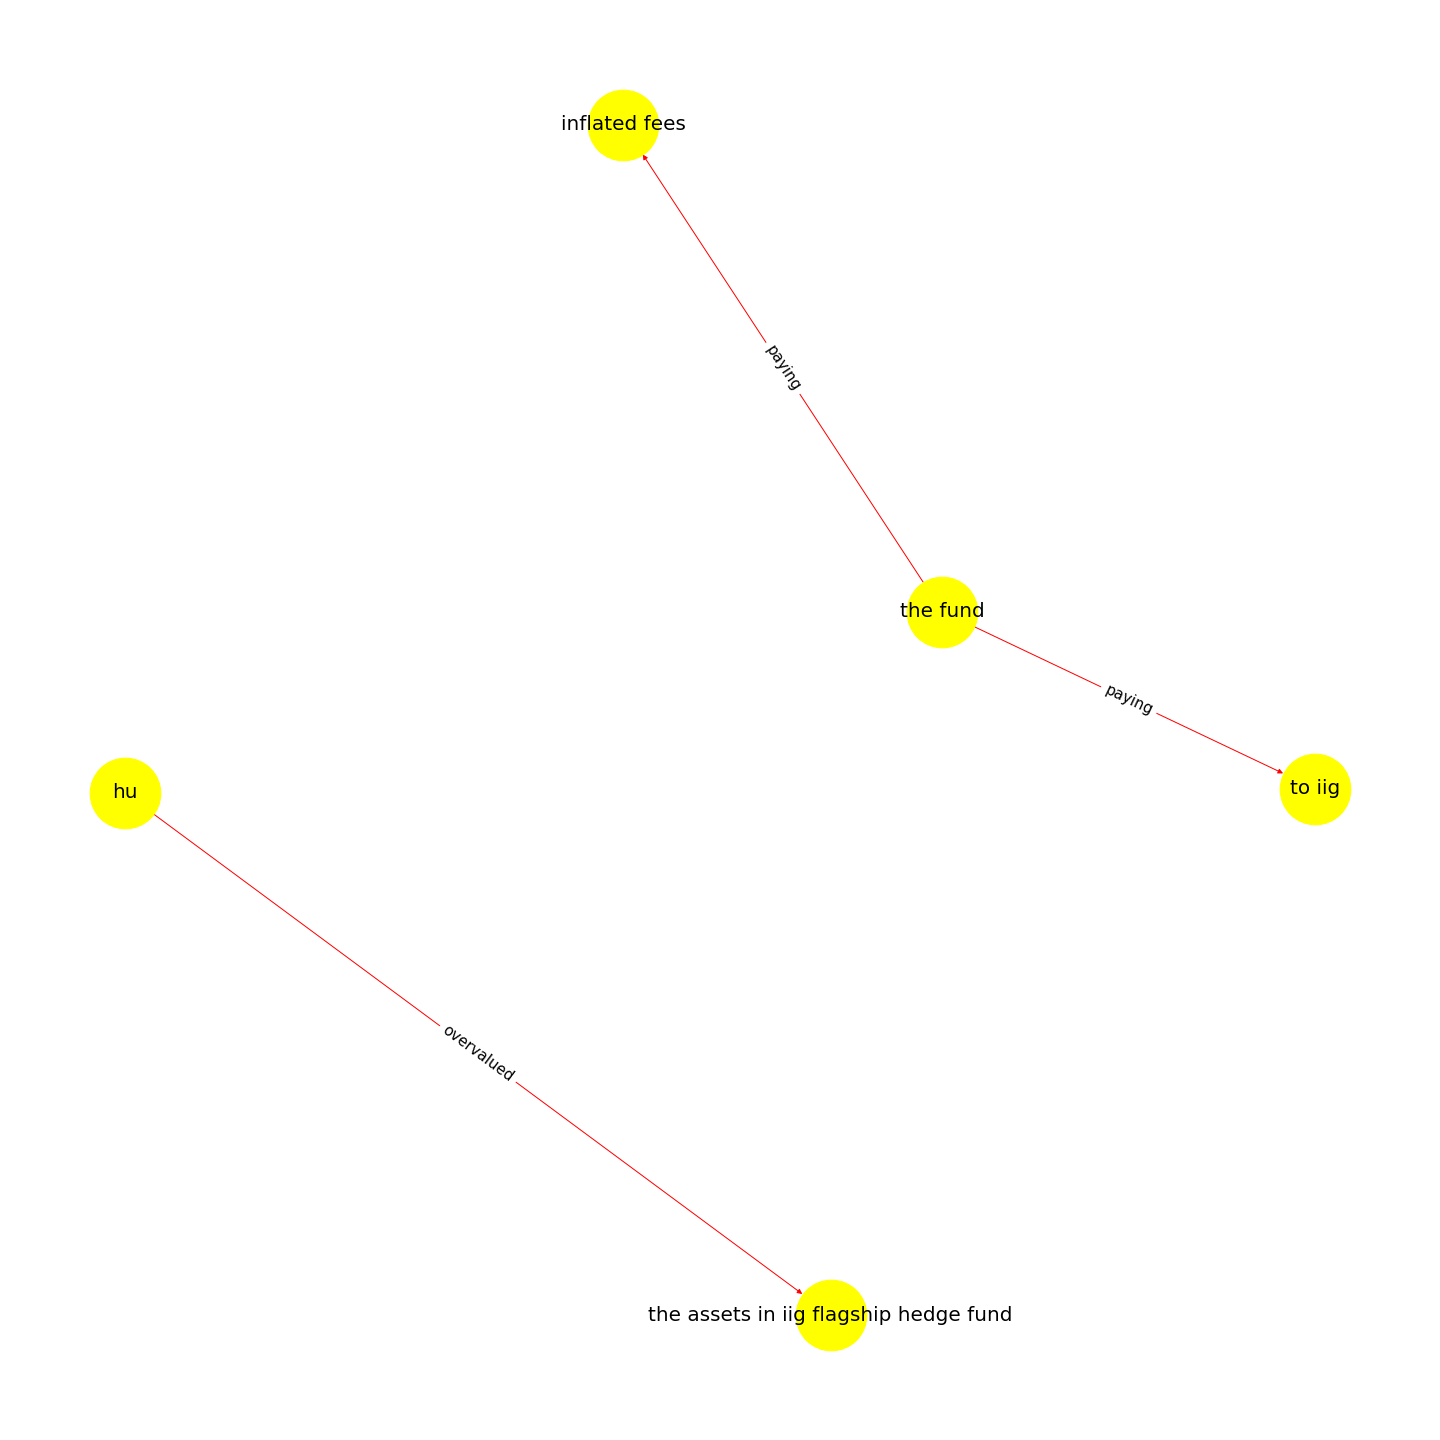 inflated fees
paying
the fund
paying
to iig
hu
overvalued
the assets in iig flagship hedge fund